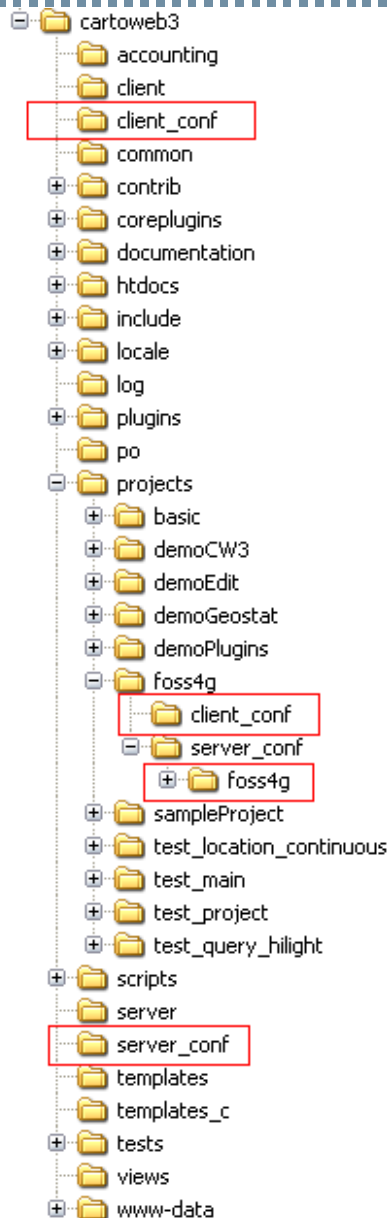 cartoweb3
accounting
client
client_conf
common
contrib
coreplugins
documentation
htdocs
include
locale
log
plugins
po
projects
basic
demoCW3
demoEdit
demoGeostat
demoPlugins
foss4g
client_conf
server_conf
foss4g
sampleProject
test_location_continuous
test_main
test_project
test_query_hilight
scripts
server
server_conf
templates
templates_c
tests
views
www-data